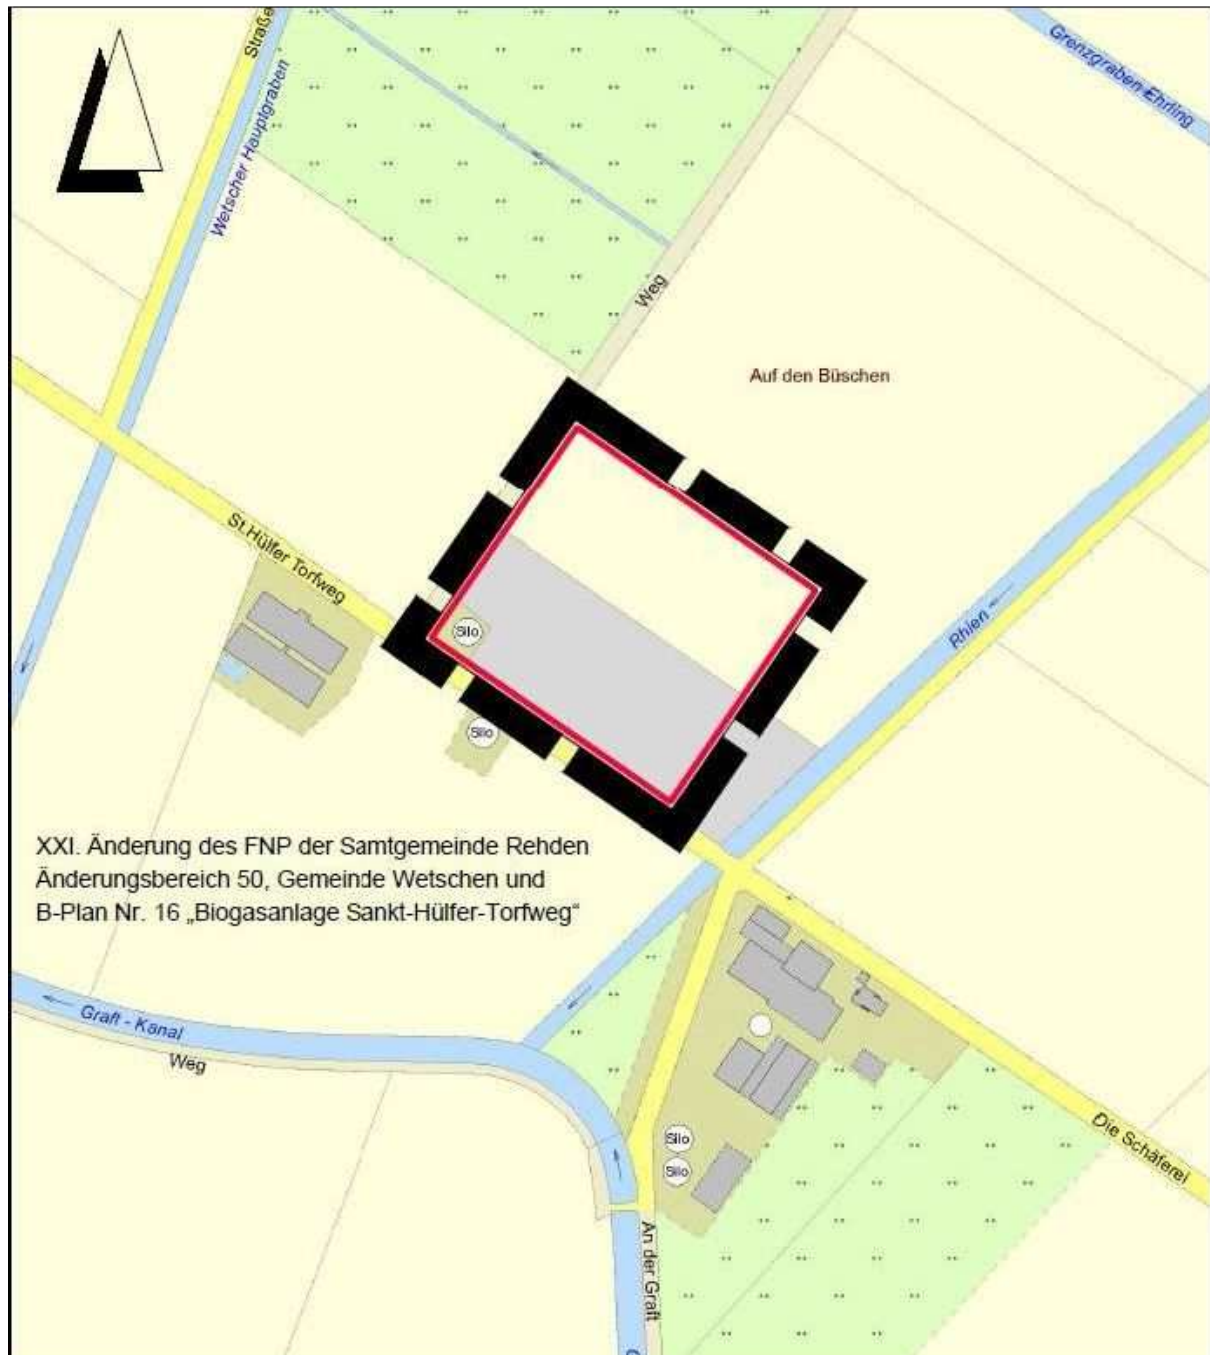 Straße
Wetscher Hauptgraben
Grenzgraben Ehrling
Weg
Auf den Büschen
St.Hülfer Torfweg
Silo
Rhien
Silo
XXI. Änderung des FNP der Samtgemeinde Rehden
Änderungsbereich 50, Gemeinde Wetschen und
B-Plan Nr. 16 „Biogasanlage Sankt-Hülfer-Torfweg“
Graft - Kanal
Weg
Silo
Silo
Die Schäferei
An der Graft